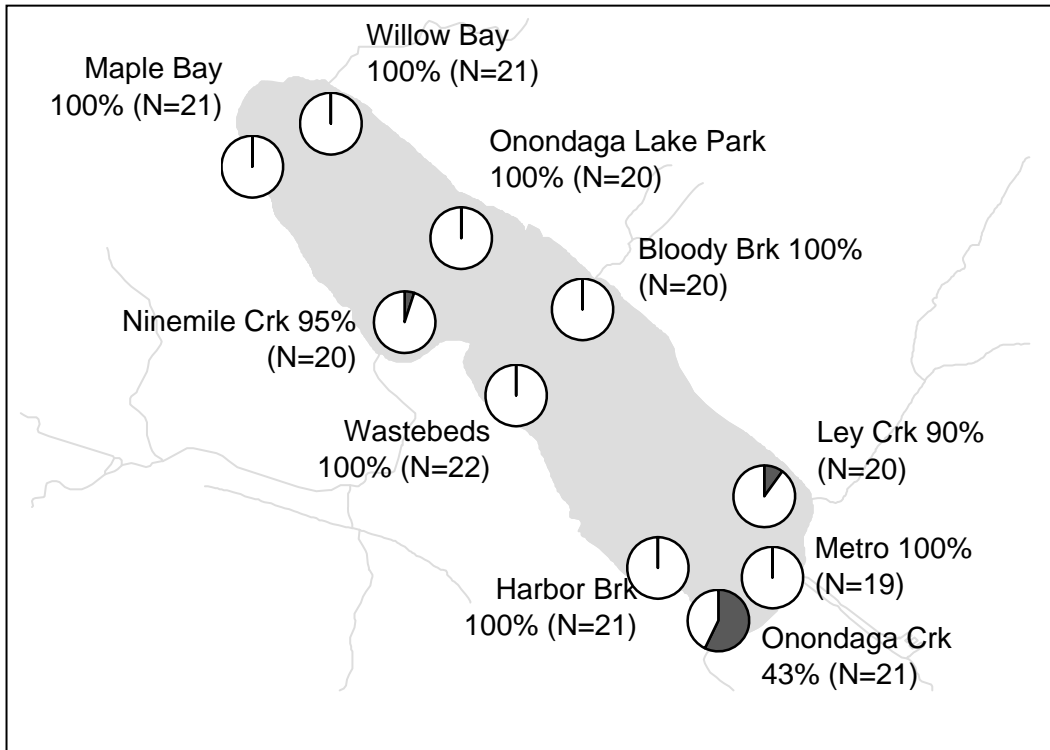 Willow Bay
100% (N=21)
Maple Bay
100% (N=21)
Onondaga Lake Park
100% (N=20)
Bloody Brk 100%
(N=20)
Ninemile Crk 95%
(N=20)
Wastebeds
100% (N=22)
Ley Crk 90%
(N=20)
Metro 100%
(N=19)
Harbor Brk
100% (N=21)
Onondaga Crk
43% (N=21)